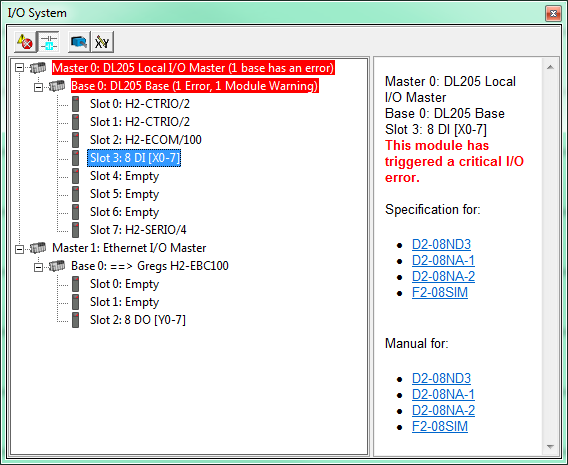 I/O System
Master 0: DL205 Local I/O Master (1 base has an error)
Base 0: DL205 Base (1 Error, 1 Module Warning)
Slot 0: H2-CTRIO/2
Slot 1: H2-CTRIO/2
Slot 2: H2-ECOM/100
Slot 3: 8 DI [X0-7]
Slot 4: Empty
Slot 5: Empty
Slot 6: Empty
Slot 7: H2-SERIO/4
Master 1: Ethernet I/O Master
Base 0: ==> Gregs H2-EBC100
Slot 0: Empty
Slot 1: Empty
Slot 2: 8 DO [Y0-7]
Master 0: DL205 Local
I/O Master
Base 0: DL205 Base
Slot 3: 8 DI [X0-7]
This module has
triggered a critical I/O
error.
Specification for:
D2-08ND3
D2-08NA-1
D2-08NA-2
F2-08SIM
Manual for:
D2-08ND3
D2-08NA-1
D2-08NA-2
F2-08SIM